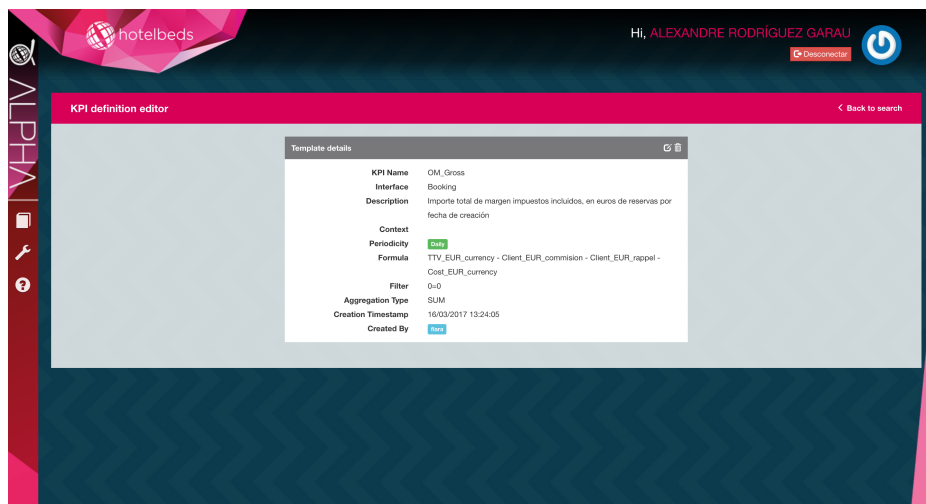 hotelbeds
Hi, ALEXANDRE RODRÍGUEZ GARAU
Desconectar
ALPHA
KPI definition editor
Back to search
Template details
KPI Name OM_Gross
Interface Booking
Description Importe total de margen impuestos incluidos, en euros de reservas por
fecha de creación
Context
Periodicity Daily
Formula TTV_EUR_currency - Client_EUR_commision - Client_EUR_rappel -
Cost_EUR_currency
Filter 0=0
Aggregation Type SUM
Creation Timestamp 16/03/2017 13:24:05
Created By